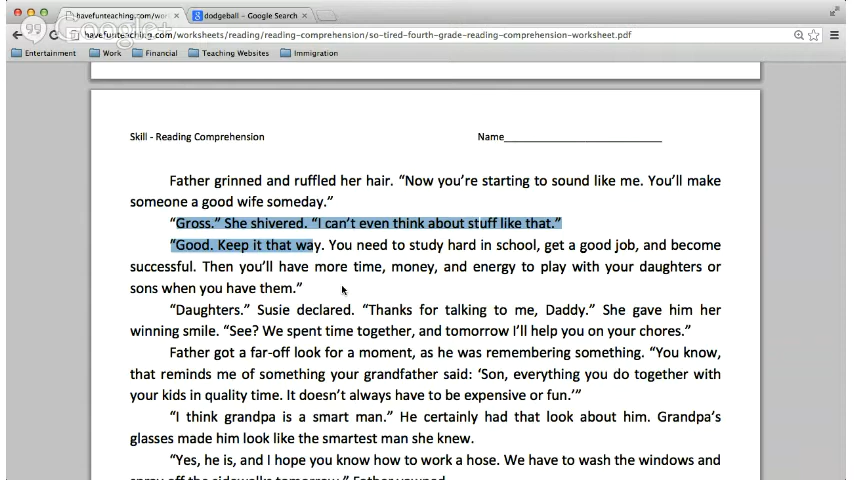 havefunteaching.com/wor
dodgeball - Google Search
Google+
havefunteaching.com/worksheets/reading/reading-comprehension/so-tired-fourth-grade-reading-comprehension-worksheet.pdf
Entertainment Work Financial Teaching Websites Immigration
Skill - Reading Comprehension Name
Father grinned and ruffled her hair. “Now you’re starting to sound like me. You’ll make
someone a good wife someday.”
“Gross.” She shivered. “I can’t even think about stuff like that.”
“Good. Keep it that way. You need to study hard in school, get a good job, and become
successful. Then you’ll have more time, money, and energy to play with your daughters or
sons when you have them.”
“Daughters.” Susie declared. “Thanks for talking to me, Daddy.” She gave him her
winning smile. “See? We spent time together, and tomorrow I’ll help you on your chores.”
Father got a far-off look for a moment, as he was remembering something. “You know,
that reminds me of something your grandfather said: ‘Son, everything you do together with
your kids in quality time. It doesn’t always have to be expensive or fun.’”
“I think grandpa is a smart man.” He certainly had that look about him. Grandpa’s
glasses made him look like the smartest man she knew.
“Yes, he is, and I hope you know how to work a hose. We have to wash the windows and
spray off the sidewalks tomorrow.” Father yawned.